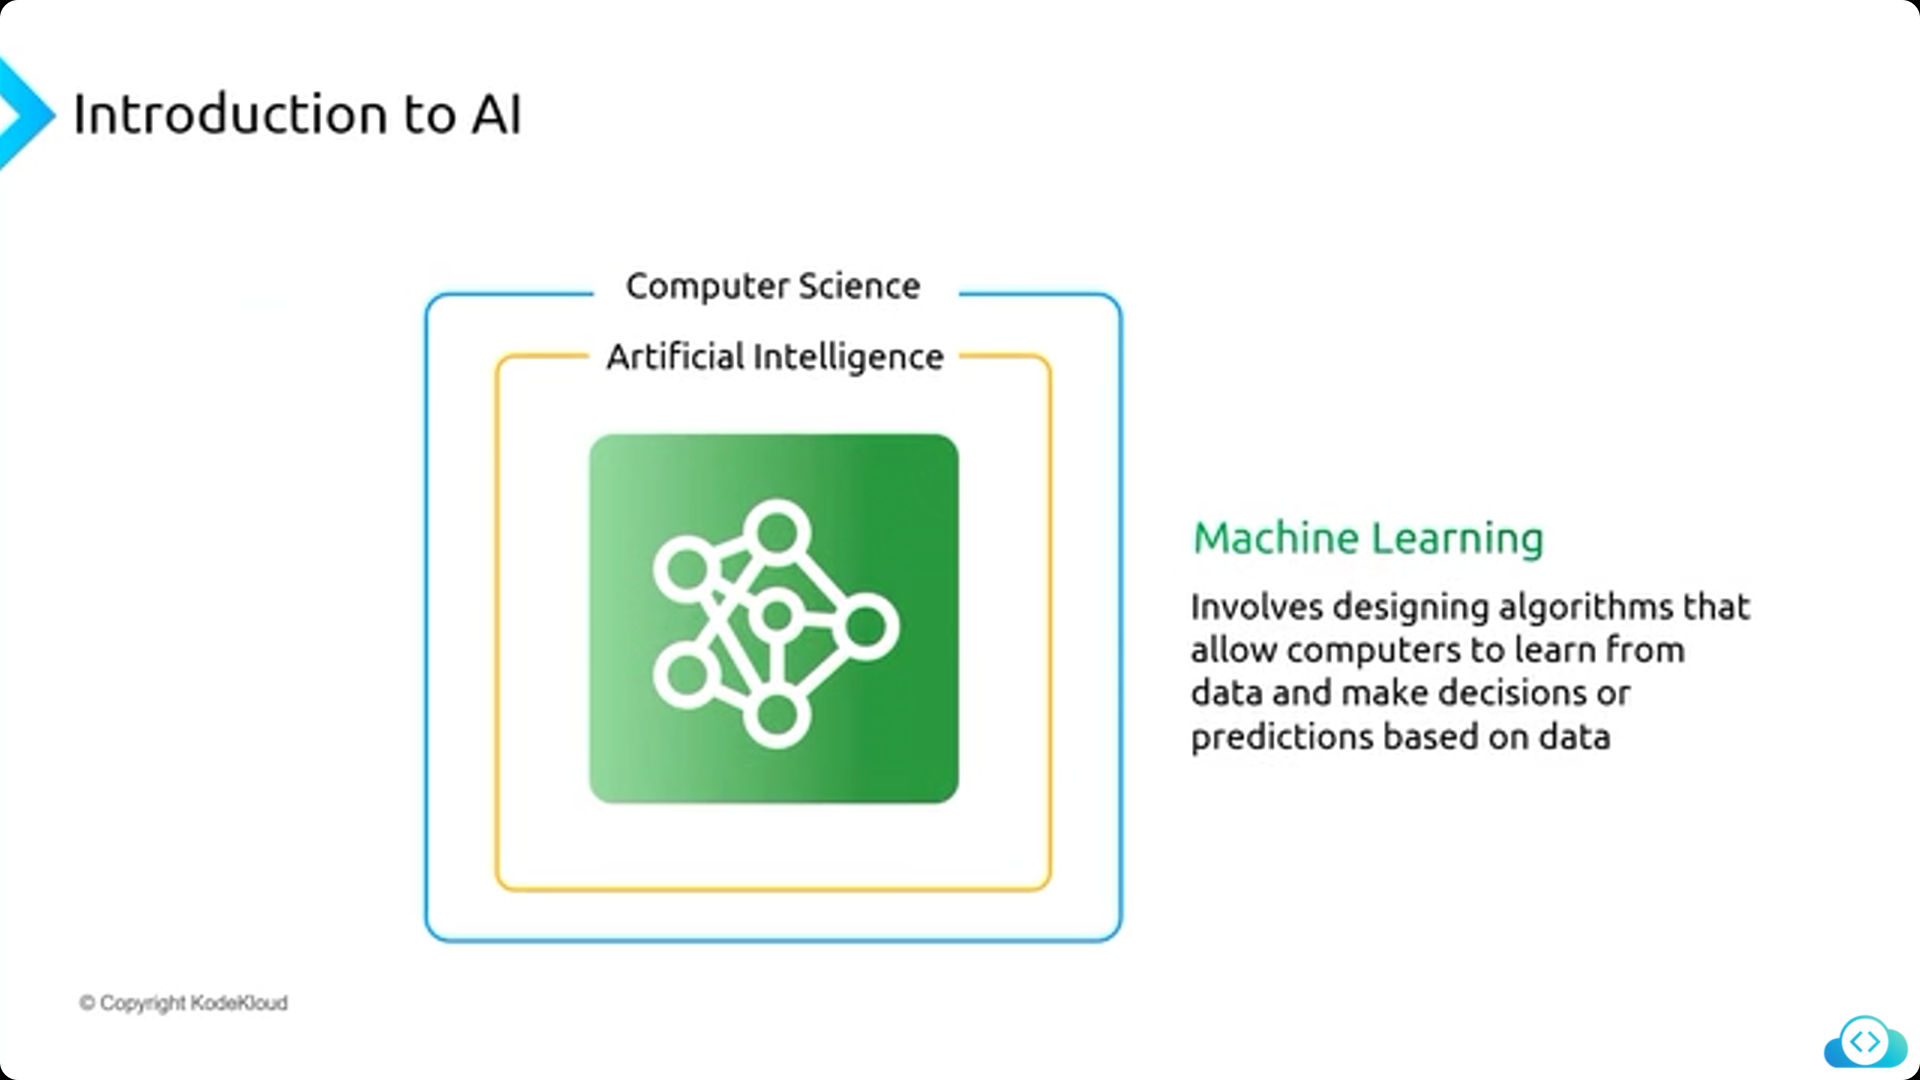 Introduction to AI
Computer Science
Artificial Intelligence
Machine Learning
Involves designing algorithms that
allow computers to learn from
data and make decisions or
predictions based on data
© Copyright KodeKloud